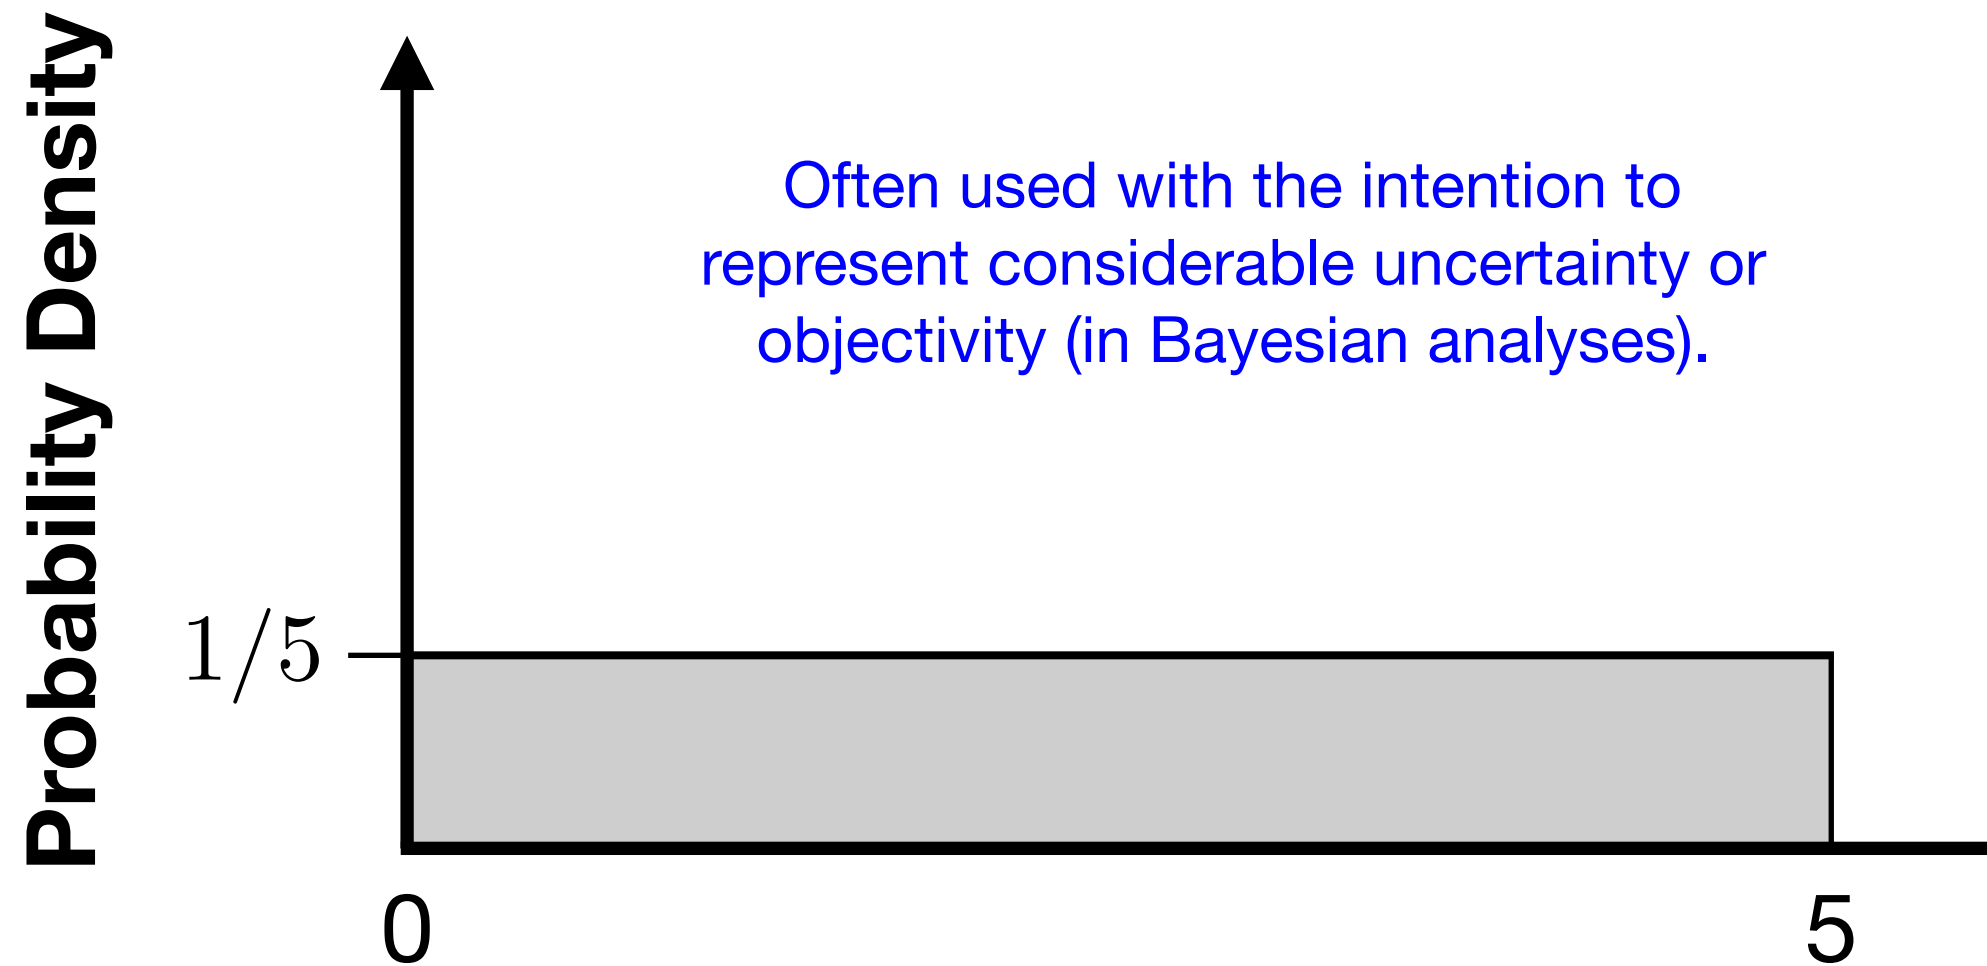 Probability Density
Often used with the intention to
represent considerable uncertainty or
objectivity (in Bayesian analyses).
1/5
0
5